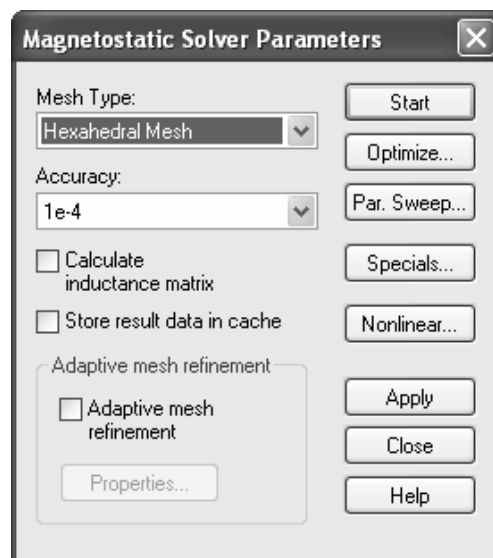 Magnetostatic Solver Parameters
Mesh Type:
Hexahedral Mesh
Accuracy:
1e-4
Calculate
inductance matrix
Store result data in cache
Adaptive mesh refinement
Adaptive mesh
refinement
Properties...
Start
Optimize...
Par. Sweep...
Specials...
Nonlinear...
Apply
Close
Help